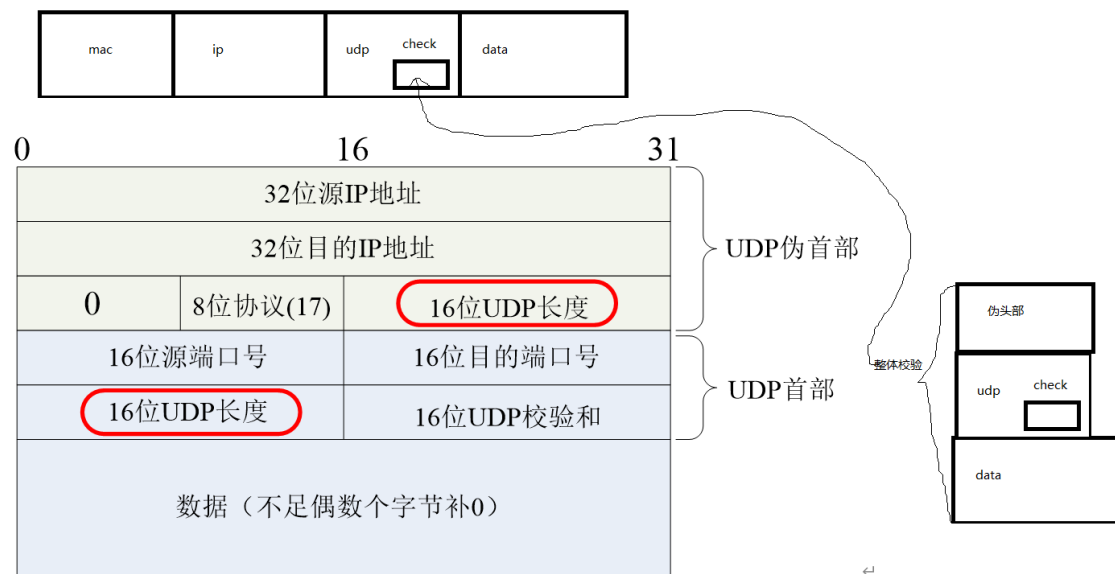 mac ip udp check data
0 16 31
32位源IP地址
32位目的IP地址
UDP伪首部
0 8位协议(17) 16位UDP长度
16位源端口号 16位目的端口号
UDP首部
16位UDP长度 16位UDP校验和
数据（不足偶数个字节补0）
整体校验
伪头部
udp check
data